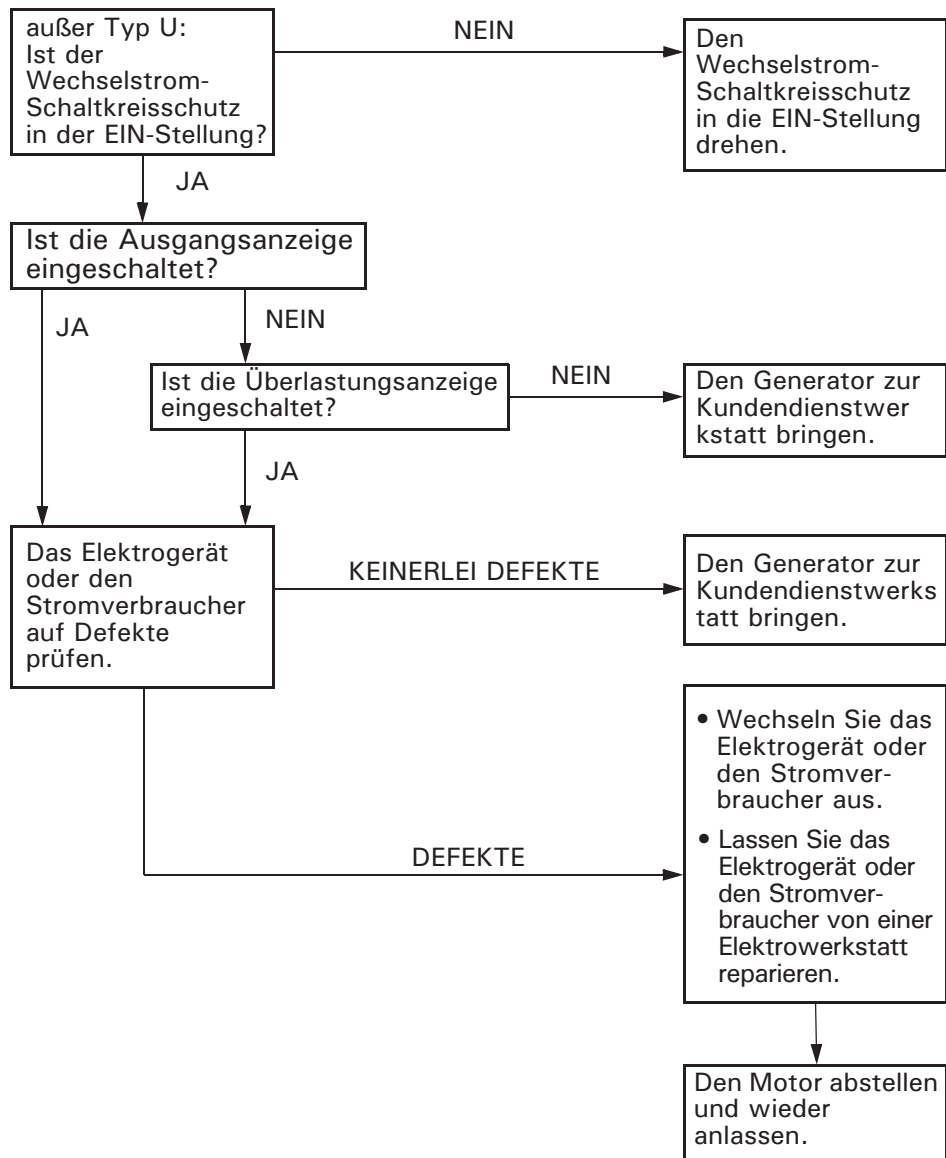 außer Typ U:
Ist der
Wechselstrom-
Schaltkreisschutz
in der EIN-Stellung?
NEIN
Den
Wechselstrom-
Schaltkreisschutz
in die EIN-Stellung
drehen.
JA
Ist die Ausgangsanzeige
eingeschaltet?
JA
NEIN
Ist die Überlastungsanzeige
eingeschaltet?
NEIN
Den Generator zur
Kundendienstwer
kstatt bringen.
JA
Das Elektrogerät
oder den
Stromverbraucher
auf Defekte
prüfen.
KEINERLEI DEFEKTE
Den Generator zur
Kundendienstwerks
tatt bringen.
DEFEKTE
• Wechseln Sie das
Elektrogerät oder
den Stromver-
braucher aus.
• Lassen Sie das
Elektrogerät oder
den Stromver-
braucher von einer
Elektrowerkstatt
reparieren.
Den Motor abstellen
und wieder
anlassen.